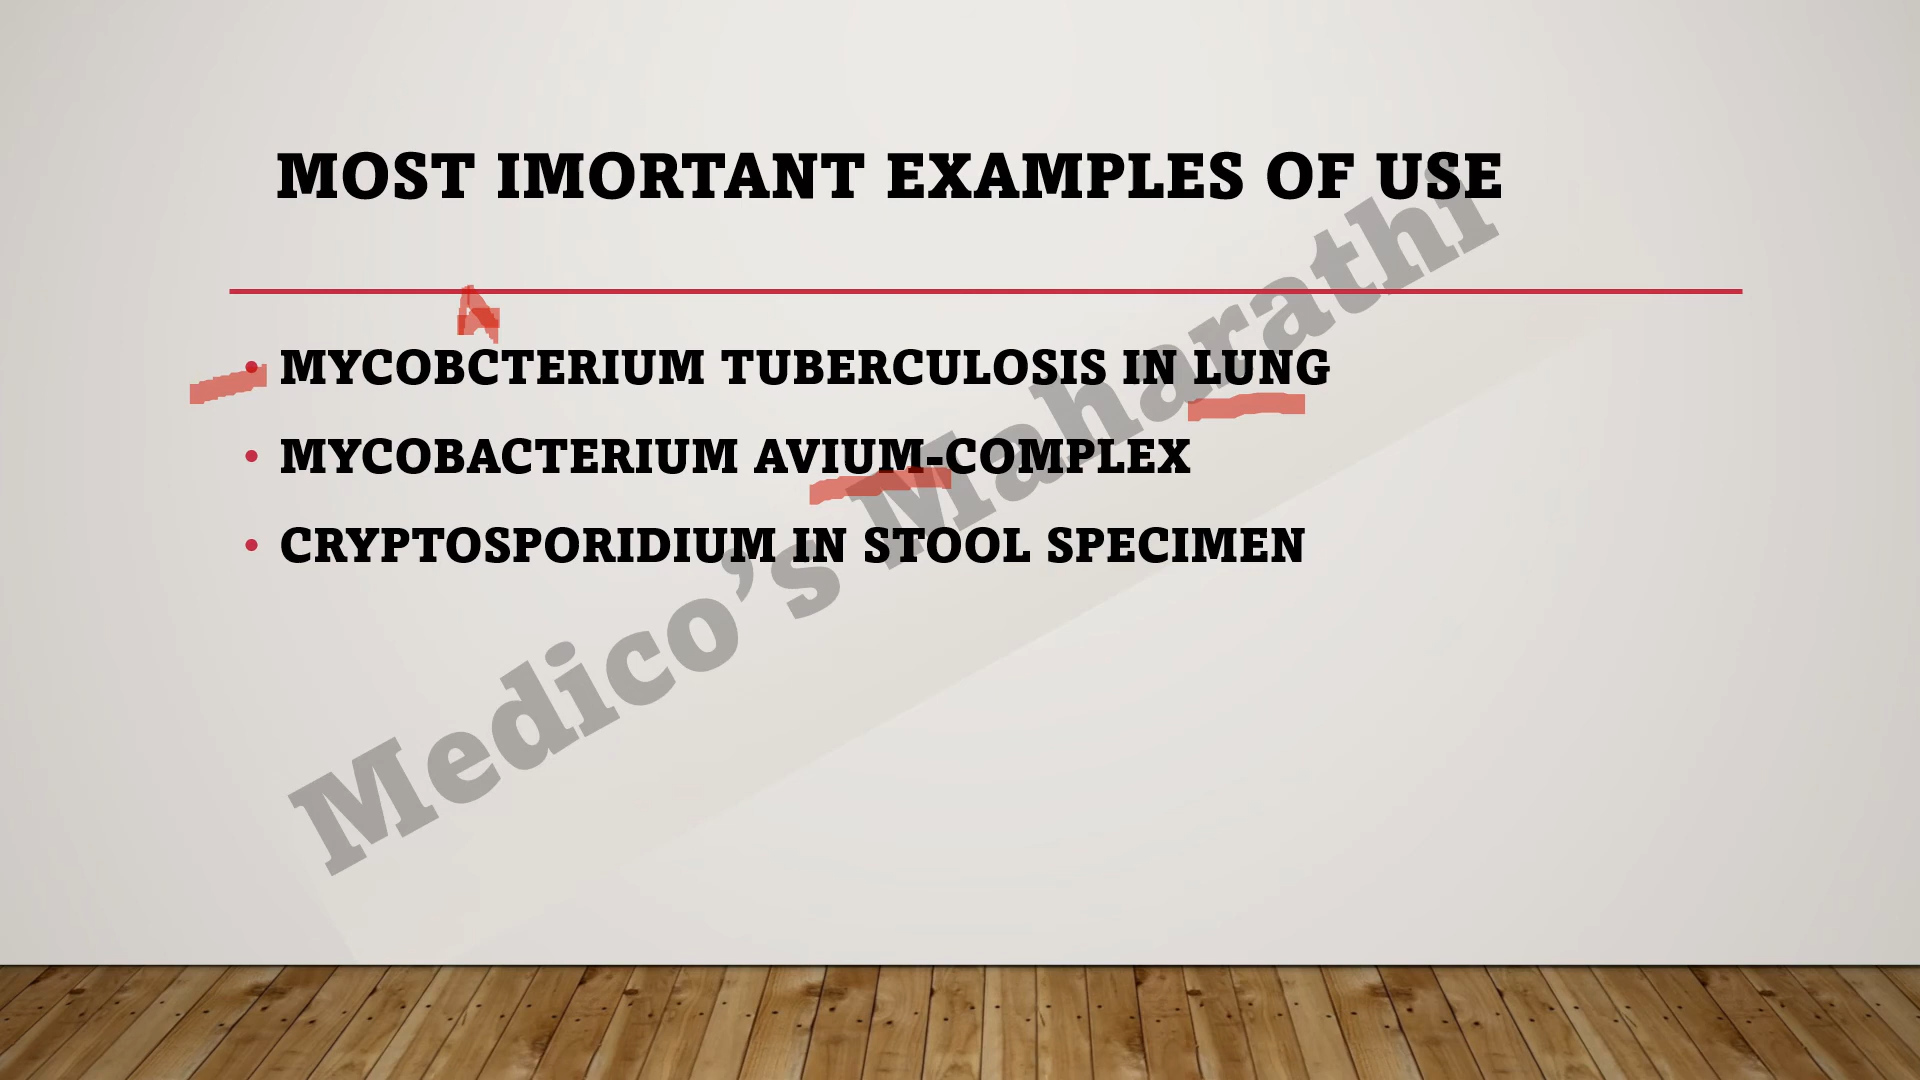 MOST IMORTANT EXAMPLES OF USE
A
• MYCOBCTERIUM TUBERCULOSIS IN LUNG
• MYCOBACTERIUM AVIUM-COMPLEX
• CRYPTOSPORIDIUM IN STOOL SPECIMEN
Medico's Maharathi